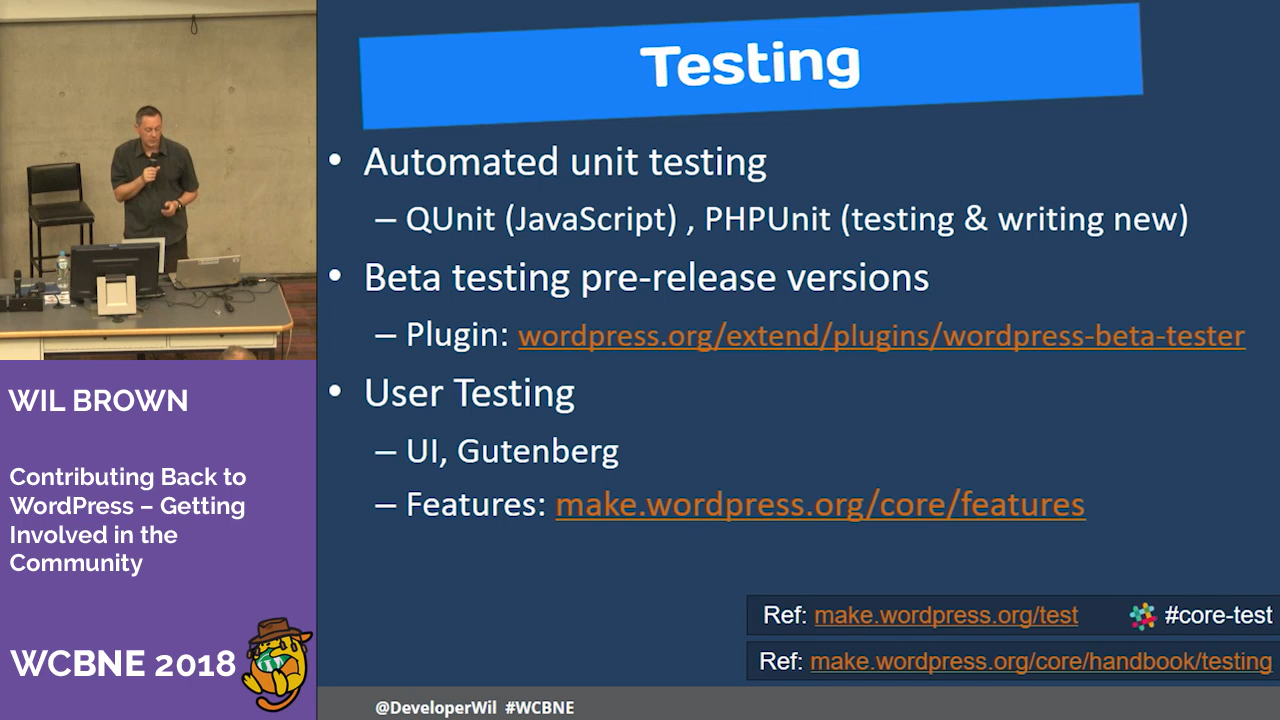 Testing
• Automated unit testing
– QUnit (JavaScript) , PHPUnit (testing & writing new)
• Beta testing pre-release versions
– Plugin: wordpress.org/extend/plugins/wordpress-beta-tester
• User Testing
– UI, Gutenberg
– Features: make.wordpress.org/core/features
Ref: make.wordpress.org/test #core-test
Ref: make.wordpress.org/core/handbook/testing
@DeveloperWil #WCBNE
WIL BROWN
Contributing Back to
WordPress – Getting
Involved in the
Community
WCBNE 2018